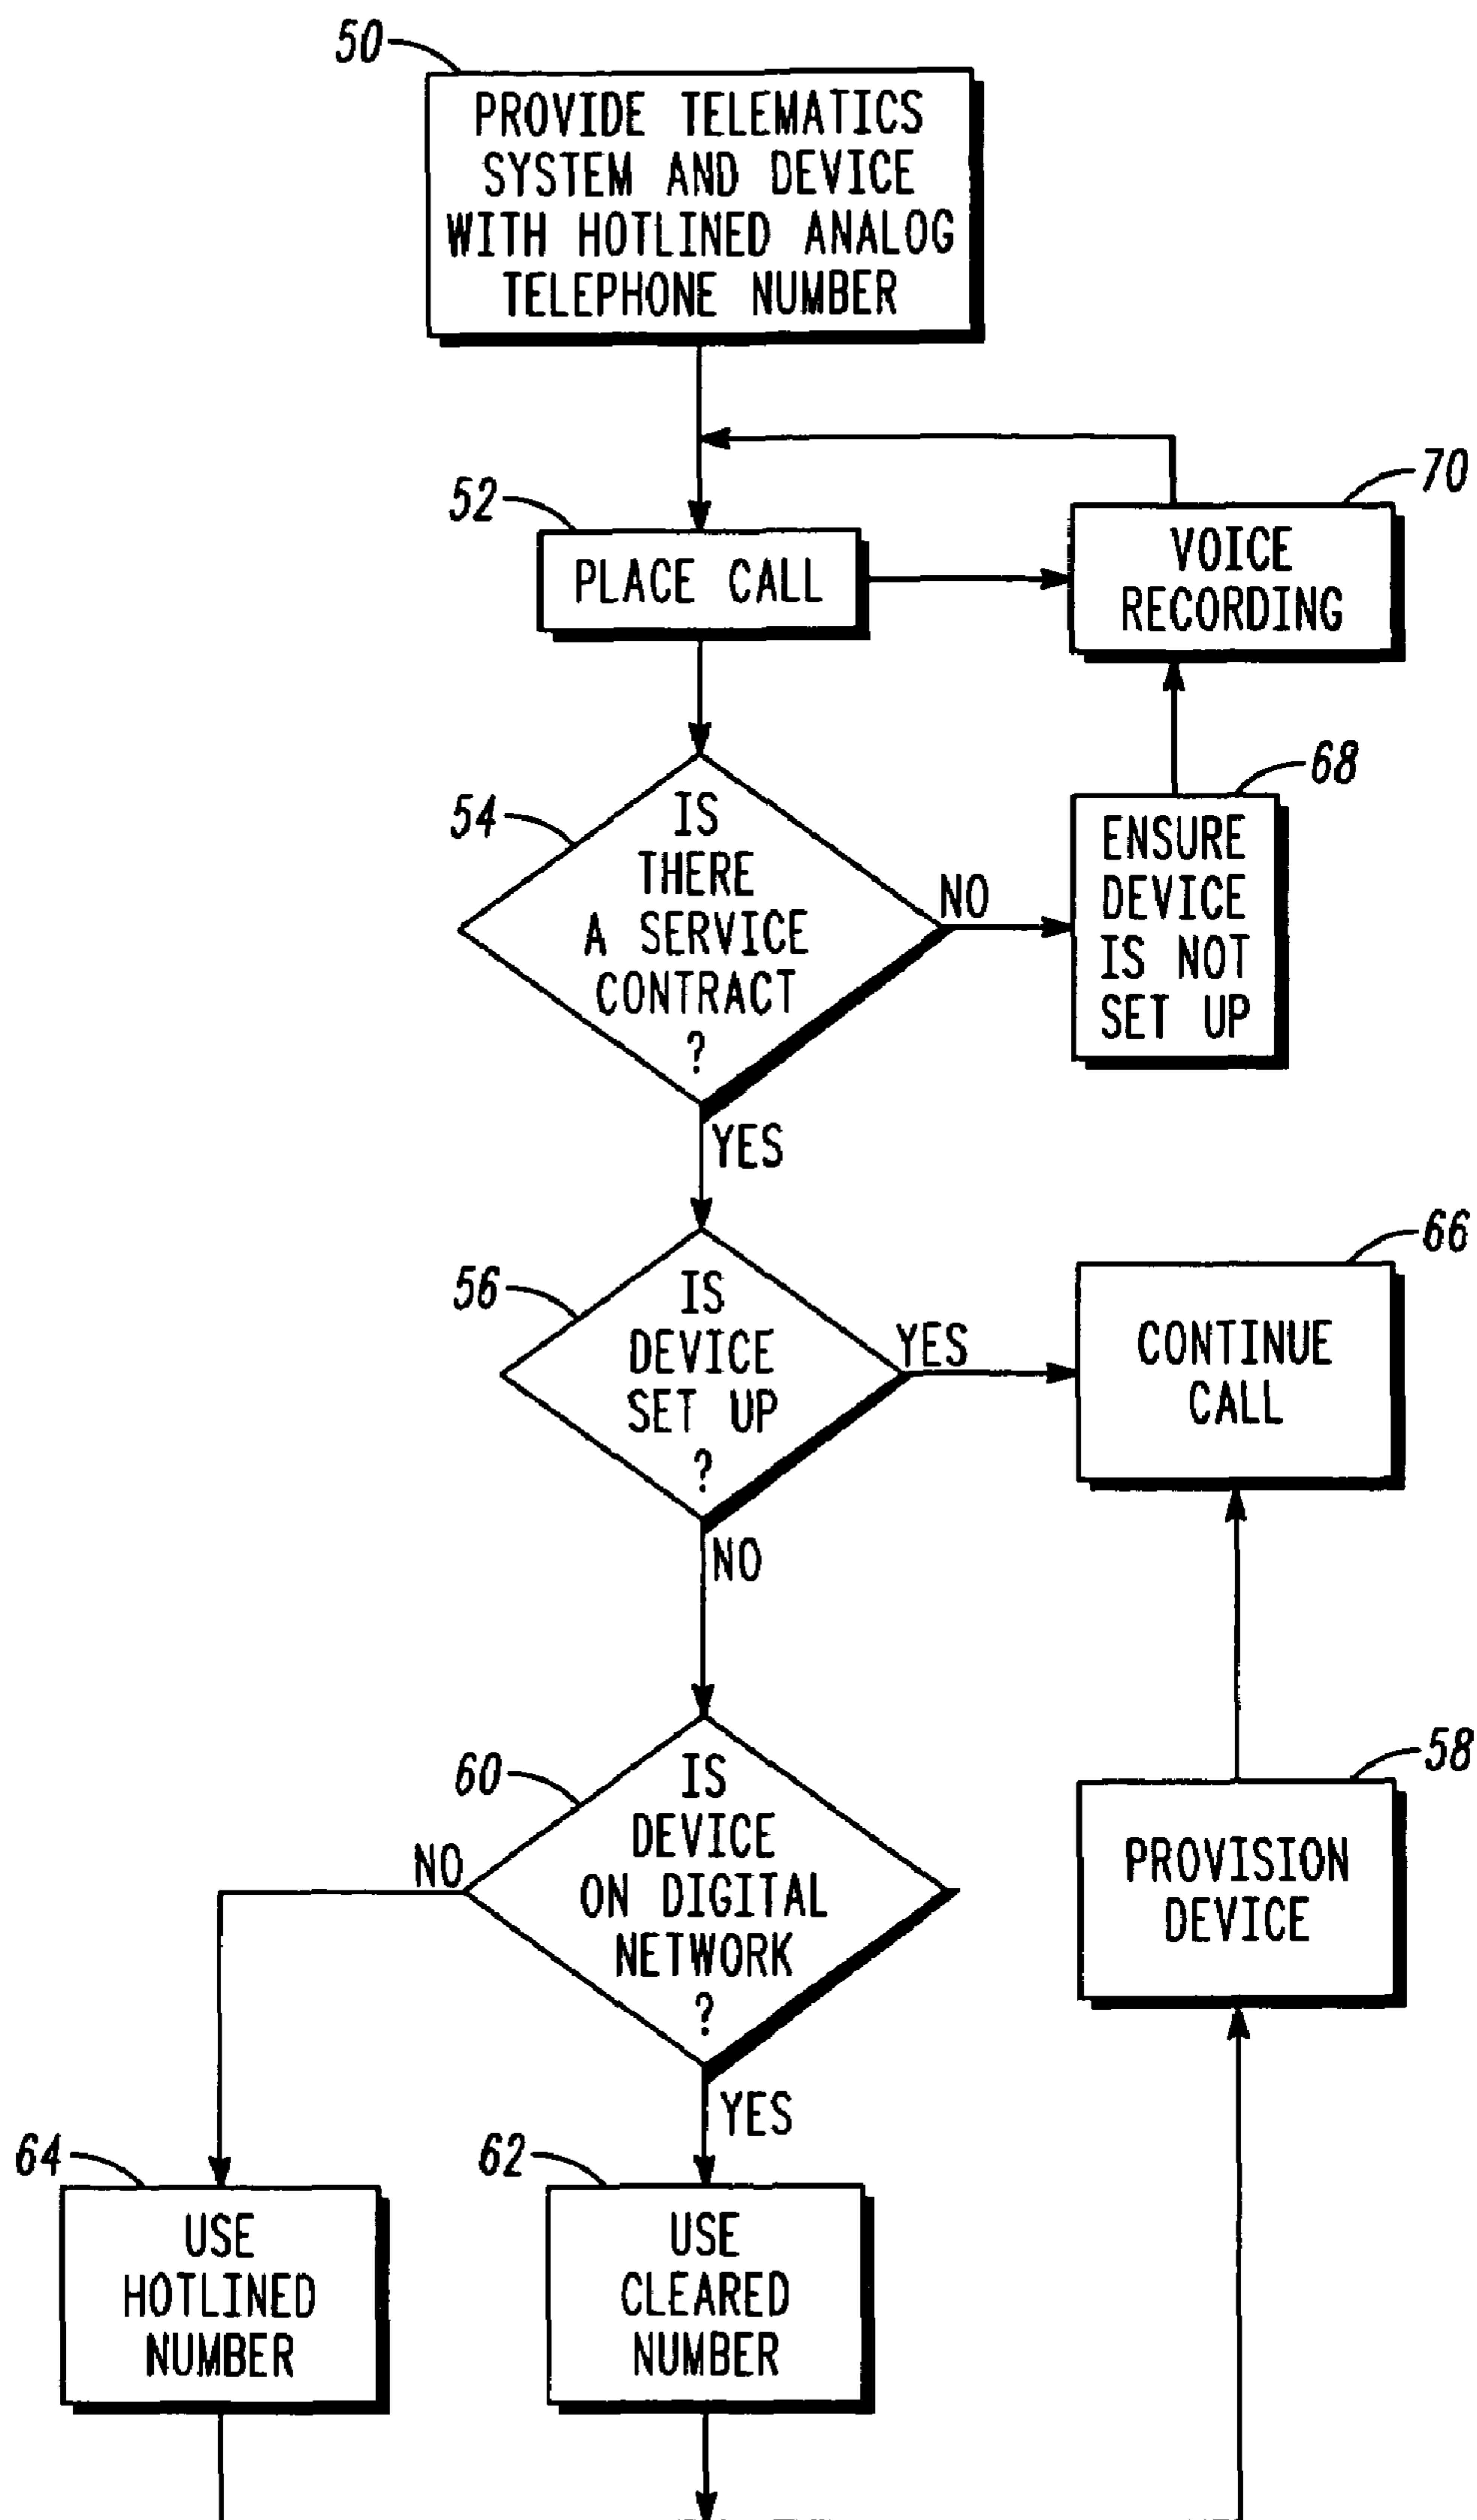 50
PROVIDE TELEMATICS
SYSTEM AND DEVICE
WITH HOTLINED ANALOG
TELEPHONE NUMBER
52
PLACE CALL
70
VOICE
RECORDING
54
IS
THERE
A SERVICE
CONTRACT
?
NO
68
ENSURE
DEVICE
IS NOT
SET UP
YES
56
IS
DEVICE
SET UP
?
YES
66
CONTINUE
CALL
NO
60
IS
DEVICE
ON DIGITAL
NETWORK
?
NO
58
PROVISION
DEVICE
YES
64
USE
HOTLINED
NUMBER
62
USE
CLEARED
NUMBER